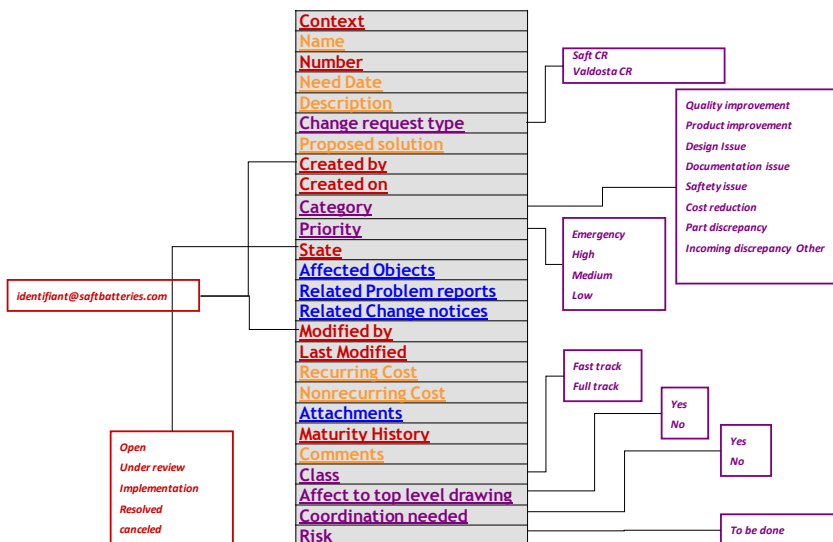 Context
Name
Number
Need Date
Description
Change request type
Proposed solution
Created by
Created on
Category
Priority
State
Affected Objects
Related Problem reports
Related Change notices
Modified by
Last Modified
Recurring Cost
Nonrecurring Cost
Attachments
Maturity History
Comments
Class
Affect to top level drawing
Coordination needed
Risk
Saft CR
Valdosta CR
Quality improvement
Product improvement
Design Issue
Documentation issue
Saftety issue
Cost reduction
Part discrepancy
Incoming discrepancy Other
Emergency
High
Medium
Low
identifiant@saftbatteries.com
Fast track
Full track
Yes
No
Yes
No
Open
Under review
Implementation
Resolved
canceled
To be done